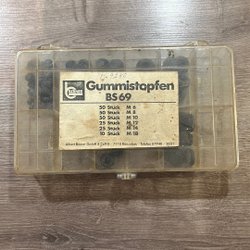 Gummistopfen
BS 69
50 Stück M 6
50 Stück M 8
50 Stück M 10
25 Stück M 12
25 Stück M 14
10 Stück M 18